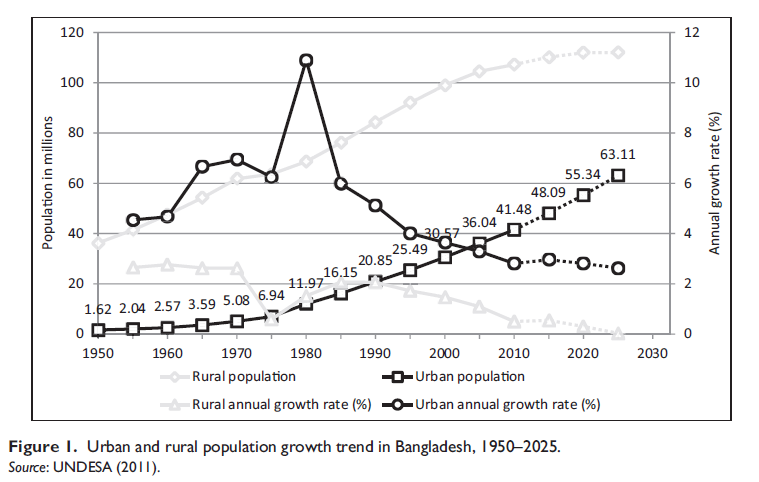 120 12
100 10
80 8
60 6
40 4
20 2
0 0
Population in millions
Annual growth rate (%)
1.62 2.04 2.57 3.59 5.08 6.94 11.97 16.15 20.85 25.49 30.57 36.04 41.48 48.09 55.34 63.11
1950 1960 1970 1980 1990 2000 2010 2020 2030
Rural population Urban population
Rural annual growth rate (%) Urban annual growth rate (%)
Figure 1. Urban and rural population growth trend in Bangladesh, 1950–2025.
Source: UNDESA (2011).